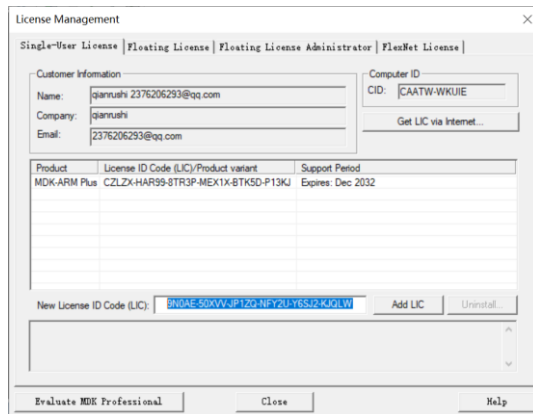 License Management
Single-User License | Floating License | Floating License Administrator | FlexNet License
Customer Information
Name: qianrushi 2376206293@qq.com
Company: qianrushi
Email: 2376206293@qq.com
Computer ID
CID: CAATW-WKUIE
Get LIC via Internet...
Product License ID Code (LIC)/Product variant Support Period
MDK-ARM Plus CZLZX-HAR99-8TR3P-MEX1X-BTK5D-P13KJ Expires: Dec 2032
New License ID Code (LIC): 9N0AE-50XVV-JP1ZQ-NFY2U-Y6SJ2-KJQLW Add LIC Uninstall...
Evaluate MDK Professional Close Help